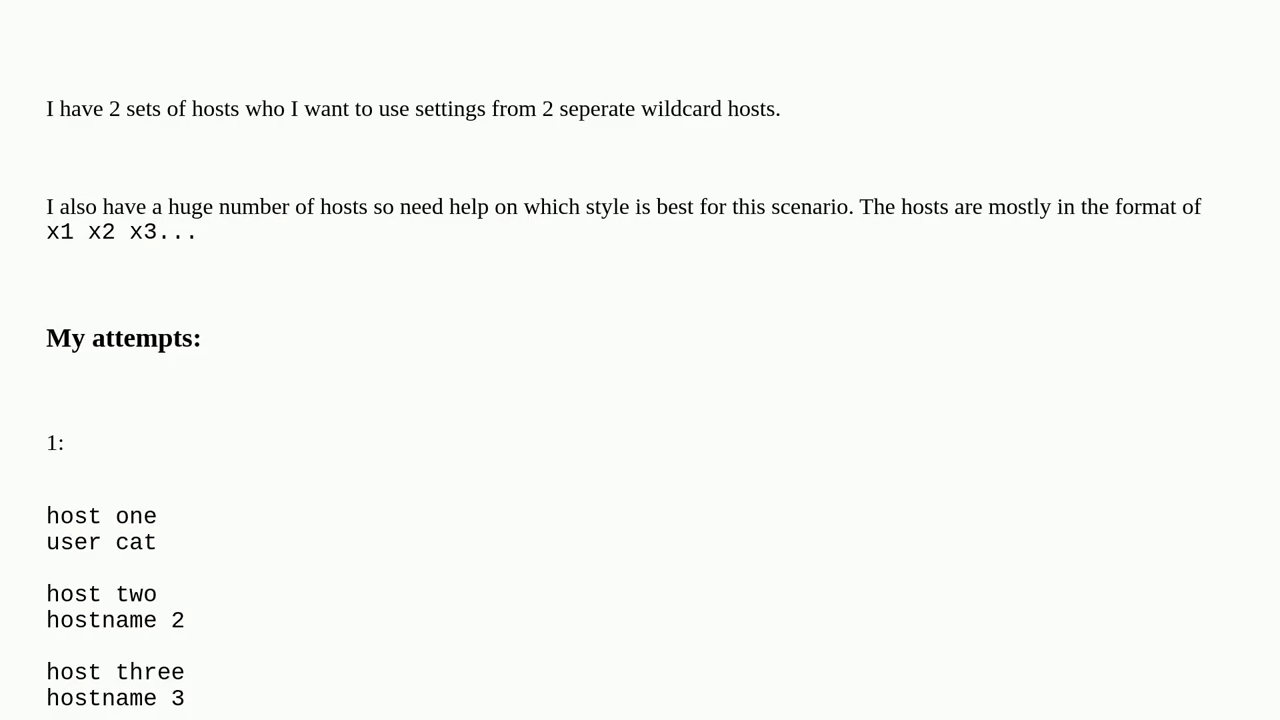 I have 2 sets of hosts who I want to use settings from 2 seperate wildcard hosts.
I also have a huge number of hosts so need help on which style is best for this scenario. The hosts are mostly in the format of
x1 x2 x3...
My attempts:
1:
host one
user cat
host two
hostname 2
host three
hostname 3